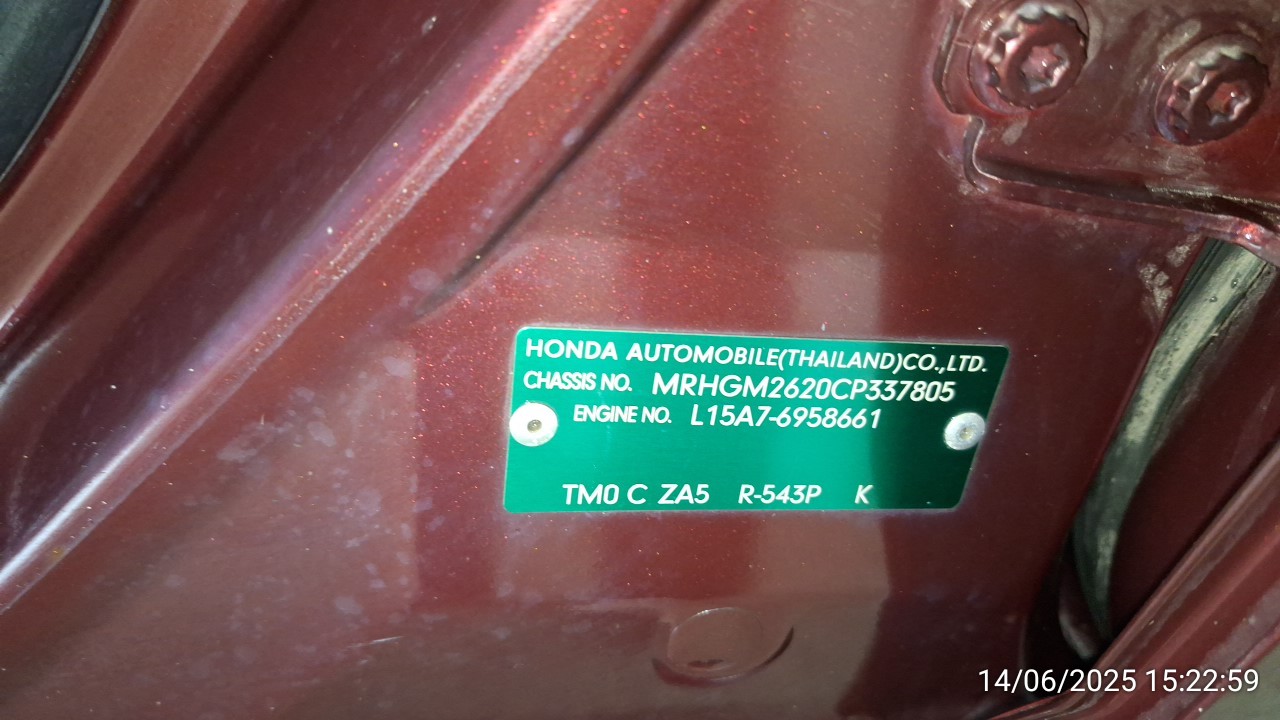 HONDA AUTOMOBILE(THAILAND)CO.,LTD.
CHASSIS NO. MRHGM2620CP337805
ENGINE NO. L15A7-6958661
TM0 C ZA5 R-543P K
14/06/2025 15:22:59